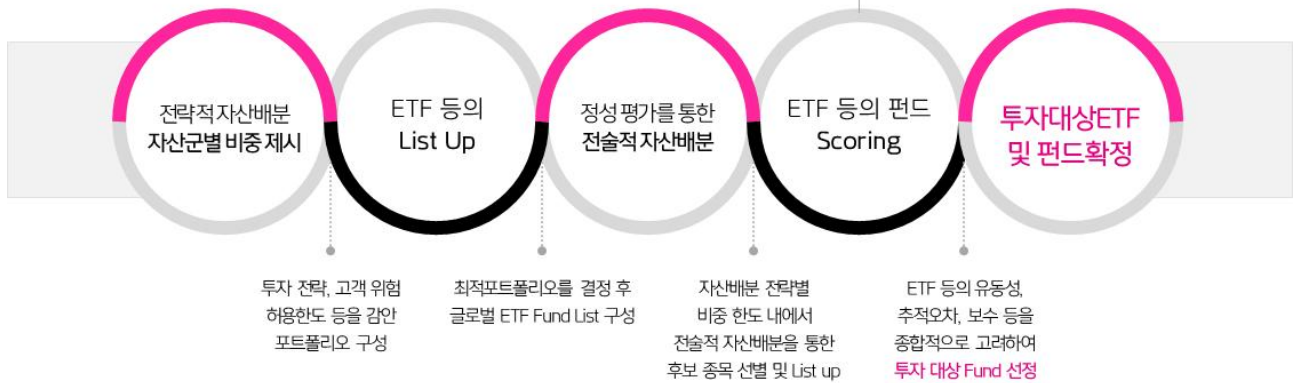 전략적 자산배분
자산군별 비중 제시
ETF 등의
List Up
정성 평가를 통한
전술적 자산배분
ETF 등의 펀드
Scoring
투자대상ETF
및 펀드확정
투자 전략, 고객 위험
허용한도 등을 감안
포트폴리오 구성
최적포트폴리오를 결정 후
글로벌 ETF Fund List 구성
자산배분 전략별
비중 한도 내에서
전술적 자산배분을 통한
후보 종목 선별 및 List up
ETF 등의 유동성,
추적오차, 보수 등을
종합적으로 고려하여
투자 대상 Fund 선정